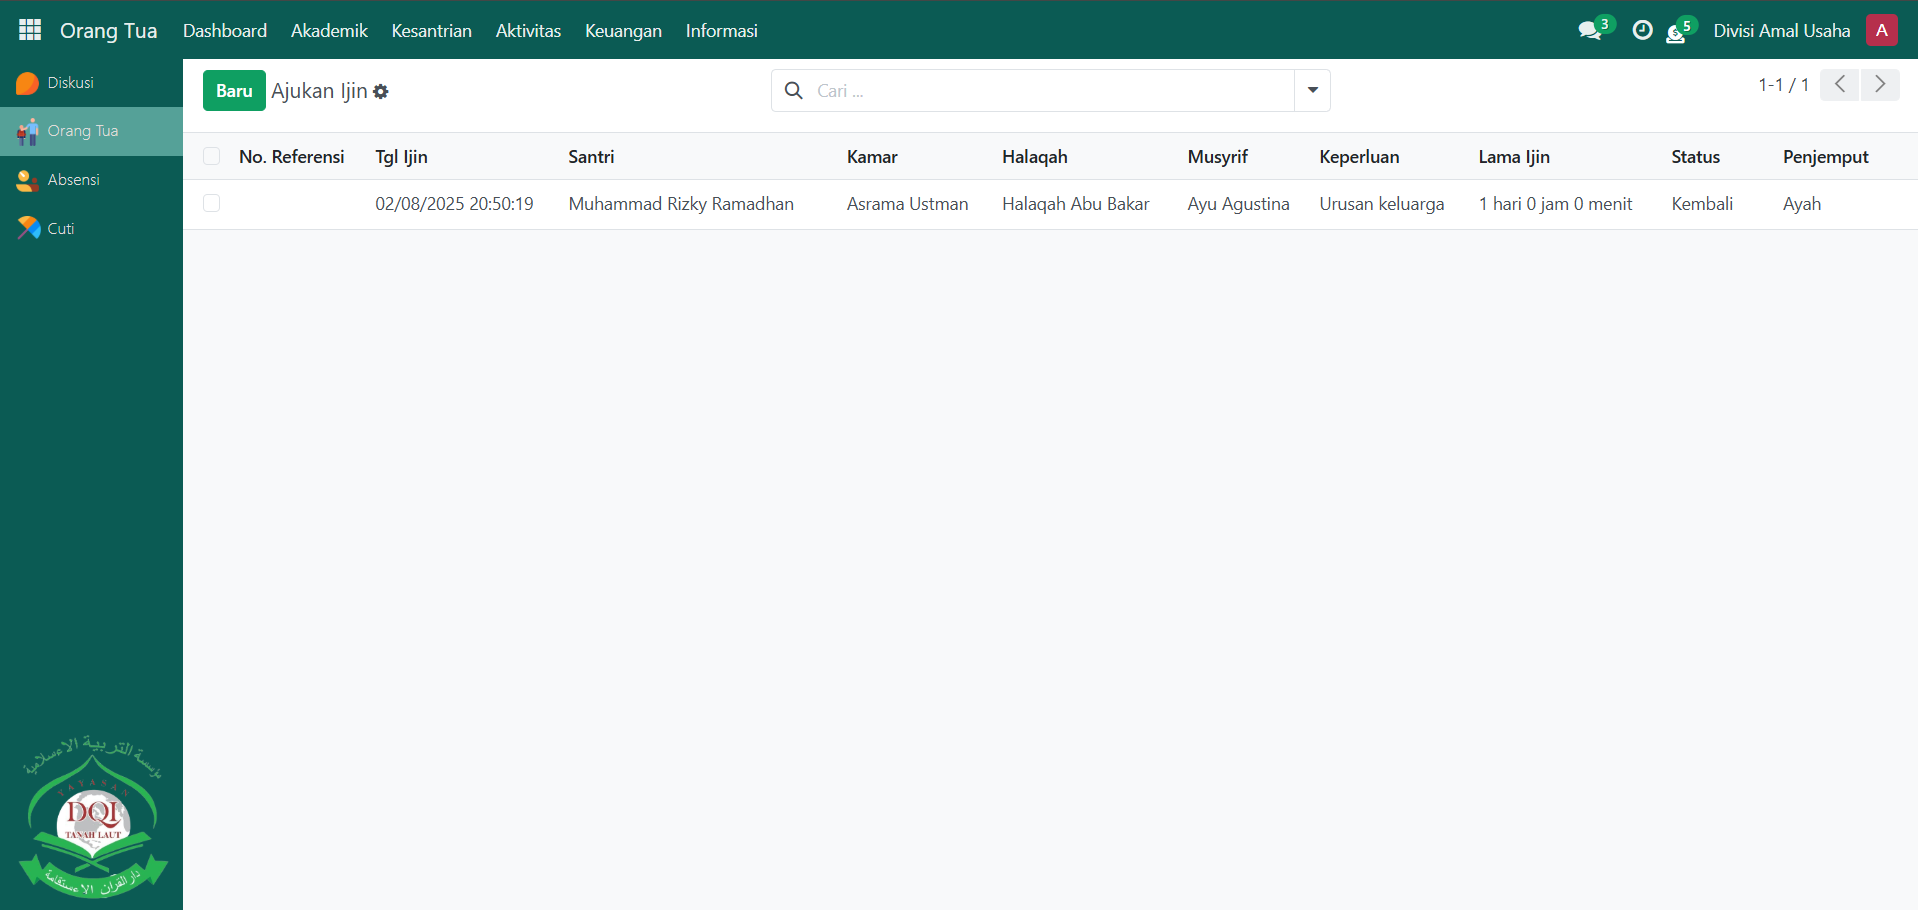 Orang Tua Dashboard Akademik Kesantrian Aktivitas Keuangan Informasi 3 5 Divisi Amal Usaha A
Diskusi
Orang Tua
Absensi
Cuti
Baru Ajukan Ijin Cari ... 1-1 / 1
No. Referensi Tgl Ijin Santri Kamar Halaqah Musyrif Keperluan Lama Ijin Status Penjemput
02/08/2025 20:50:19 Muhammad Rizky Ramadhan Asrama Ustman Halaqah Abu Bakar Ayu Agustina Urusan keluarga 1 hari 0 jam 0 menit Kembali Ayah
مؤسسة التربية الاءسلامية
YAYASAN
DQI
TANAH LAUT
دار القرآن الاءستقامة